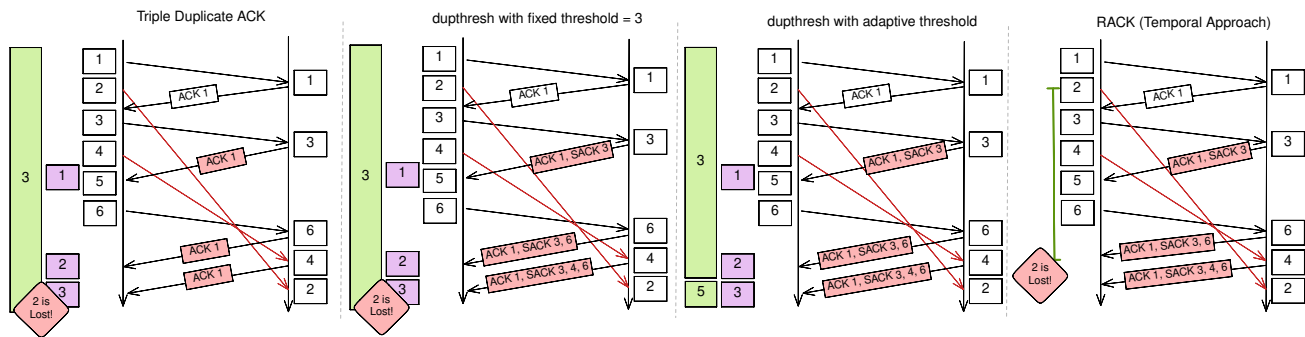 Triple Duplicate ACK
3
1
2
3
2 is
Lost!
1
2
3
4
5
6
ACK 1
ACK 1
ACK 1
ACK 1
1
3
6
4
2
dupthresh with fixed threshold = 3
3
1
2
3
2 is
Lost!
1
2
3
4
5
6
ACK 1
ACK 1, SACK 3
ACK 1, SACK 3, 6
ACK 1, SACK 3, 4, 6
1
3
6
4
2
dupthresh with adaptive threshold
3
5
1
2
3
1
2
3
4
5
6
ACK 1
ACK 1, SACK 3
ACK 1, SACK 3, 6
ACK 1, SACK 3, 4, 6
1
3
6
4
2
RACK (Temporal Approach)
2 is
Lost!
1
2
3
4
5
6
ACK 1
ACK 1, SACK 3
ACK 1, SACK 3, 6
ACK 1, SACK 3, 4, 6
1
3
6
4
2